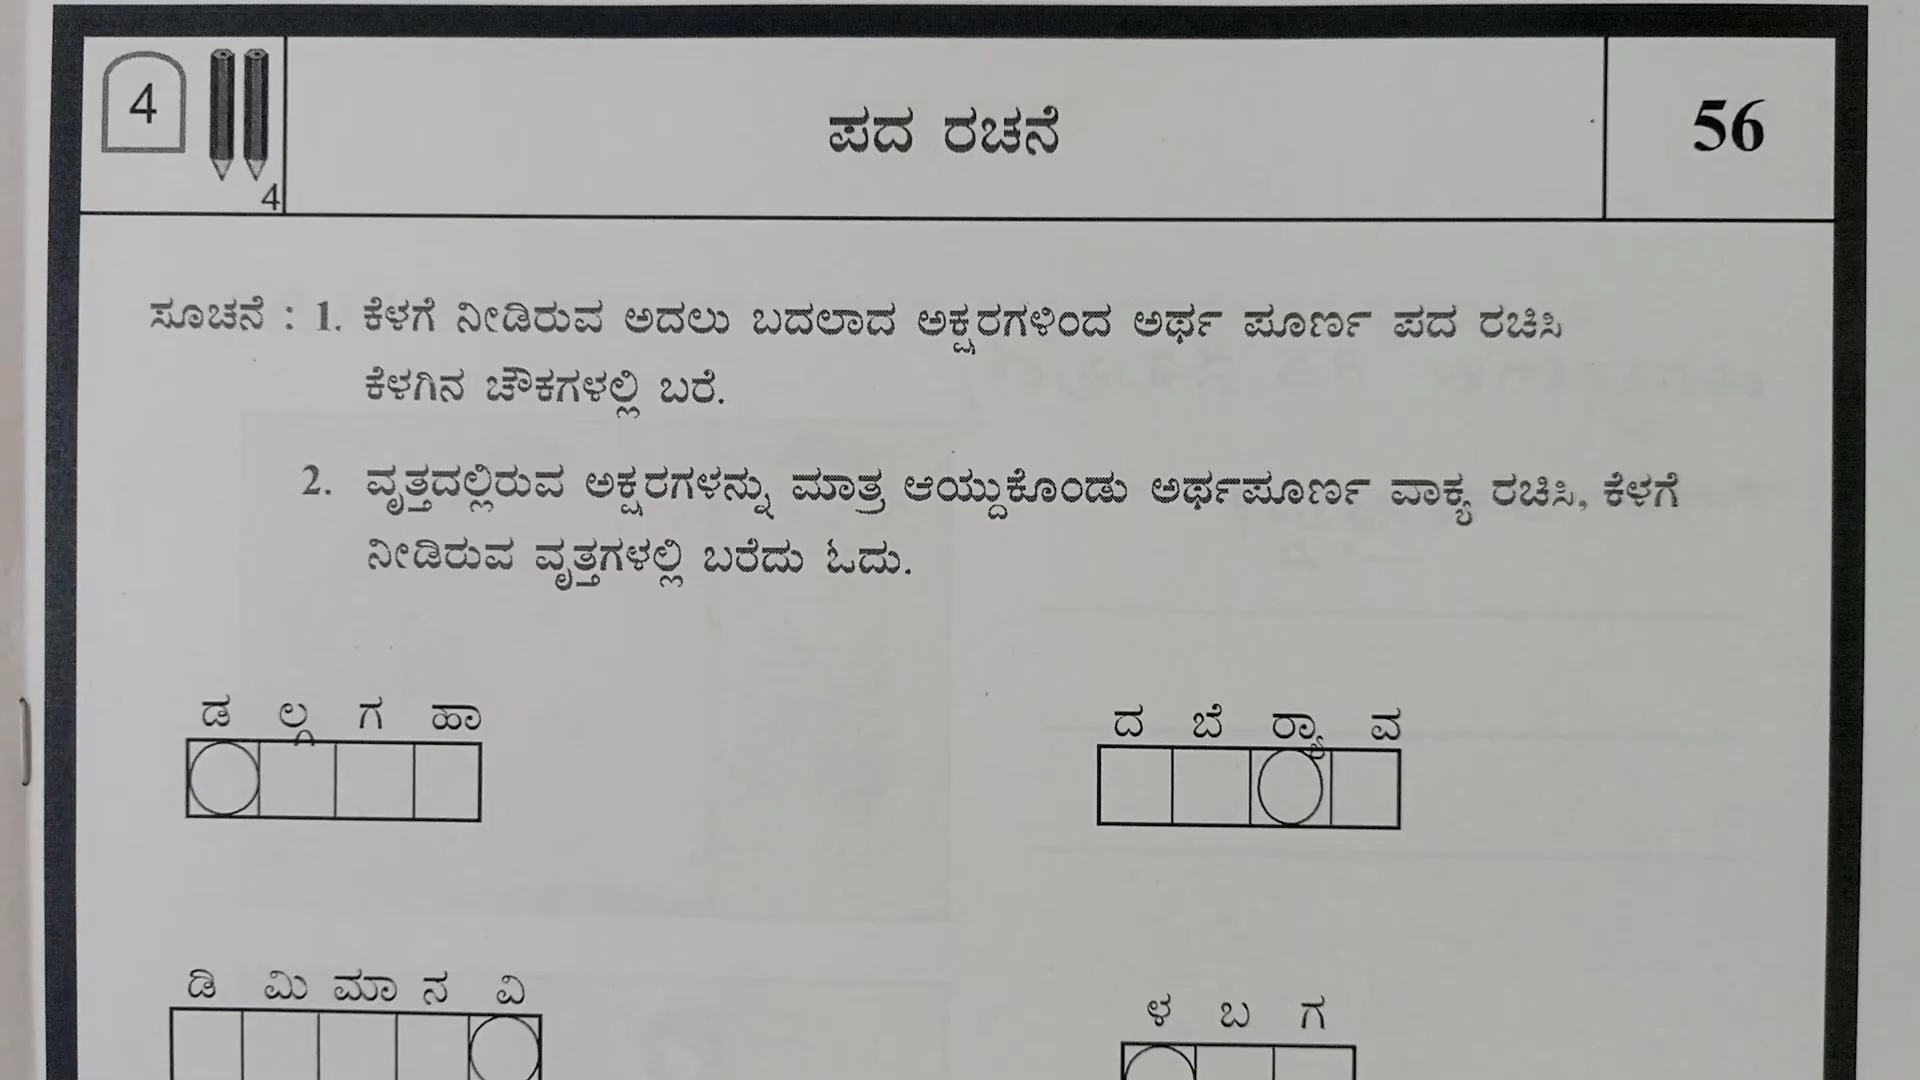 4
4
ಪದ ರಚನೆ
56
ಸೂಚನೆ : 1. ಕೆಳಗೆ ನೀಡಿರುವ ಅದಲು ಬದಲಾದ ಅಕ್ಷರಗಳಿಂದ ಅರ್ಥ ಪೂರ್ಣ ಪದ ರಚಿಸಿ
ಕೆಳಗಿನ ಚೌಕಗಳಲ್ಲಿ ಬರೆ.
2. ವೃತ್ತದಲ್ಲಿರುವ ಅಕ್ಷರಗಳನ್ನು ಮಾತ್ರ ಆಯ್ದುಕೊಂಡು ಅರ್ಥಪೂರ್ಣ ವಾಕ್ಯ ರಚಿಸಿ, ಕೆಳಗೆ
ನೀಡಿರುವ ವೃತ್ತಗಳಲ್ಲಿ ಬರೆದು ಓದು.
ಡ ಲ್ಗ ಗ ಹಾ
ದ ಬೆ ವ
ಡಿ ಮಿ ಮಾ ನ ವಿ
ಳ ಬ ಗ